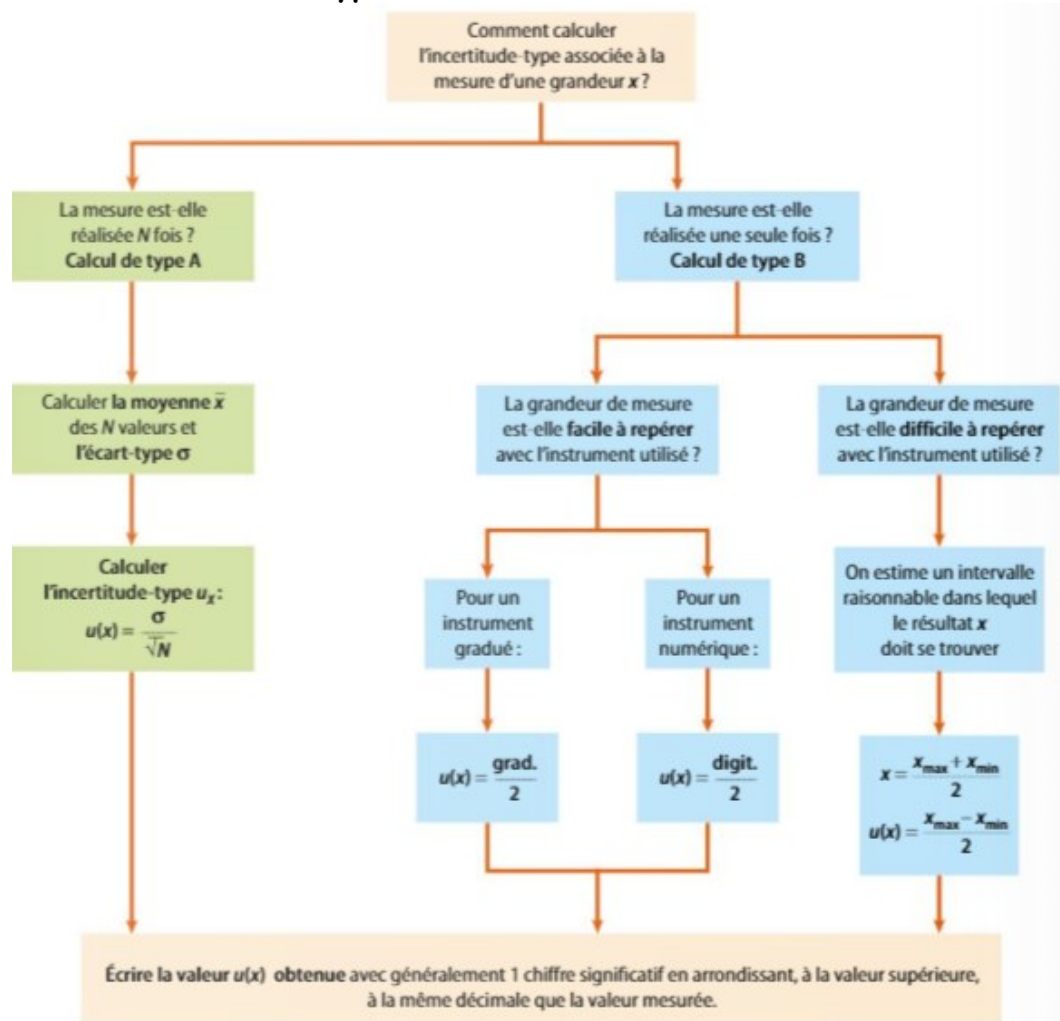 Comment calculer
l'incertitude-type associée à la
mesure d'une grandeur x ?
La mesure est-elle
réalisée N fois ?
Calcul de type A
La mesure est-elle
réalisée une seule fois ?
Calcul de type B
Calculer la moyenne x̄
des N valeurs et
l'écart-type σ
La grandeur de mesure
est-elle facile à repérer
avec l'instrument utilisé ?
La grandeur de mesure
est-elle difficile à repérer
avec l'instrument utilisé ?
Calculer
l'incertitude-type uₓ :
u(x) = σ / √N
Pour un
instrument
gradué :
Pour un
instrument
numérique :
On estime un intervalle
raisonnable dans lequel
le résultat x
doit se trouver
u(x) = grad. / 2
u(x) = digit. / 2
x = (x_max + x_min) / 2
u(x) = (x_max − x_min) / 2
Écrire la valeur u(x) obtenue avec généralement 1 chiffre significatif en arrondissant, à la valeur supérieure,
à la même décimale que la valeur mesurée.